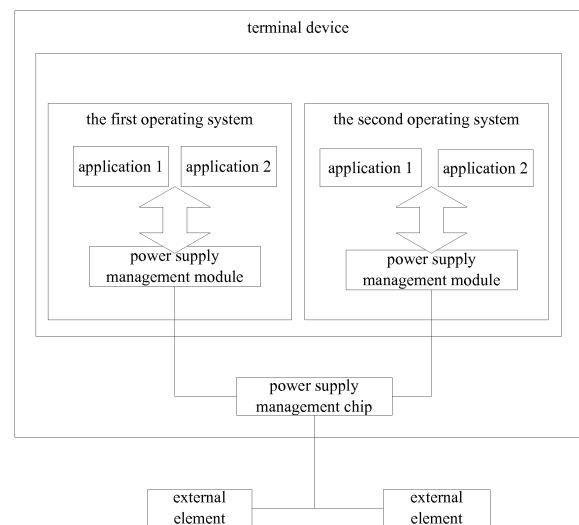 terminal device
the first operating system
application 1
application 2
power supply
management module
the second operating system
application 1
application 2
power supply
management module
power supply
management chip
external
element
external
element